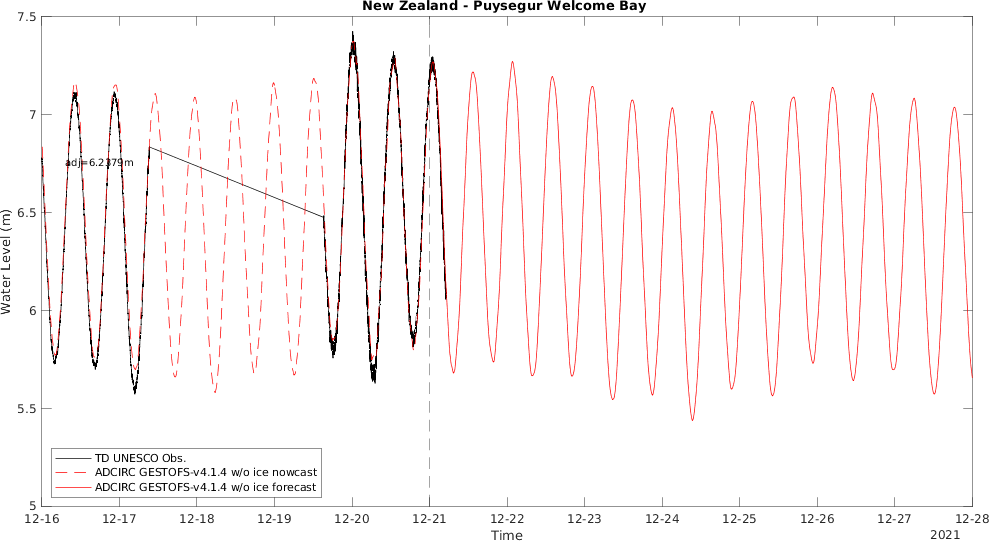 New Zealand - Puysegur Welcome Bay
7.5
7
6.5
6
5.5
5
Water Level (m)
adj=6.2379m
TD UNESCO Obs.
ADCIRC GESTOFS-v4.1.4 w/o ice nowcast
ADCIRC GESTOFS-v4.1.4 w/o ice forecast
12-16 12-17 12-18 12-19 12-20 12-21 12-22 12-23 12-24 12-25 12-26 12-27 12-28
Time
2021